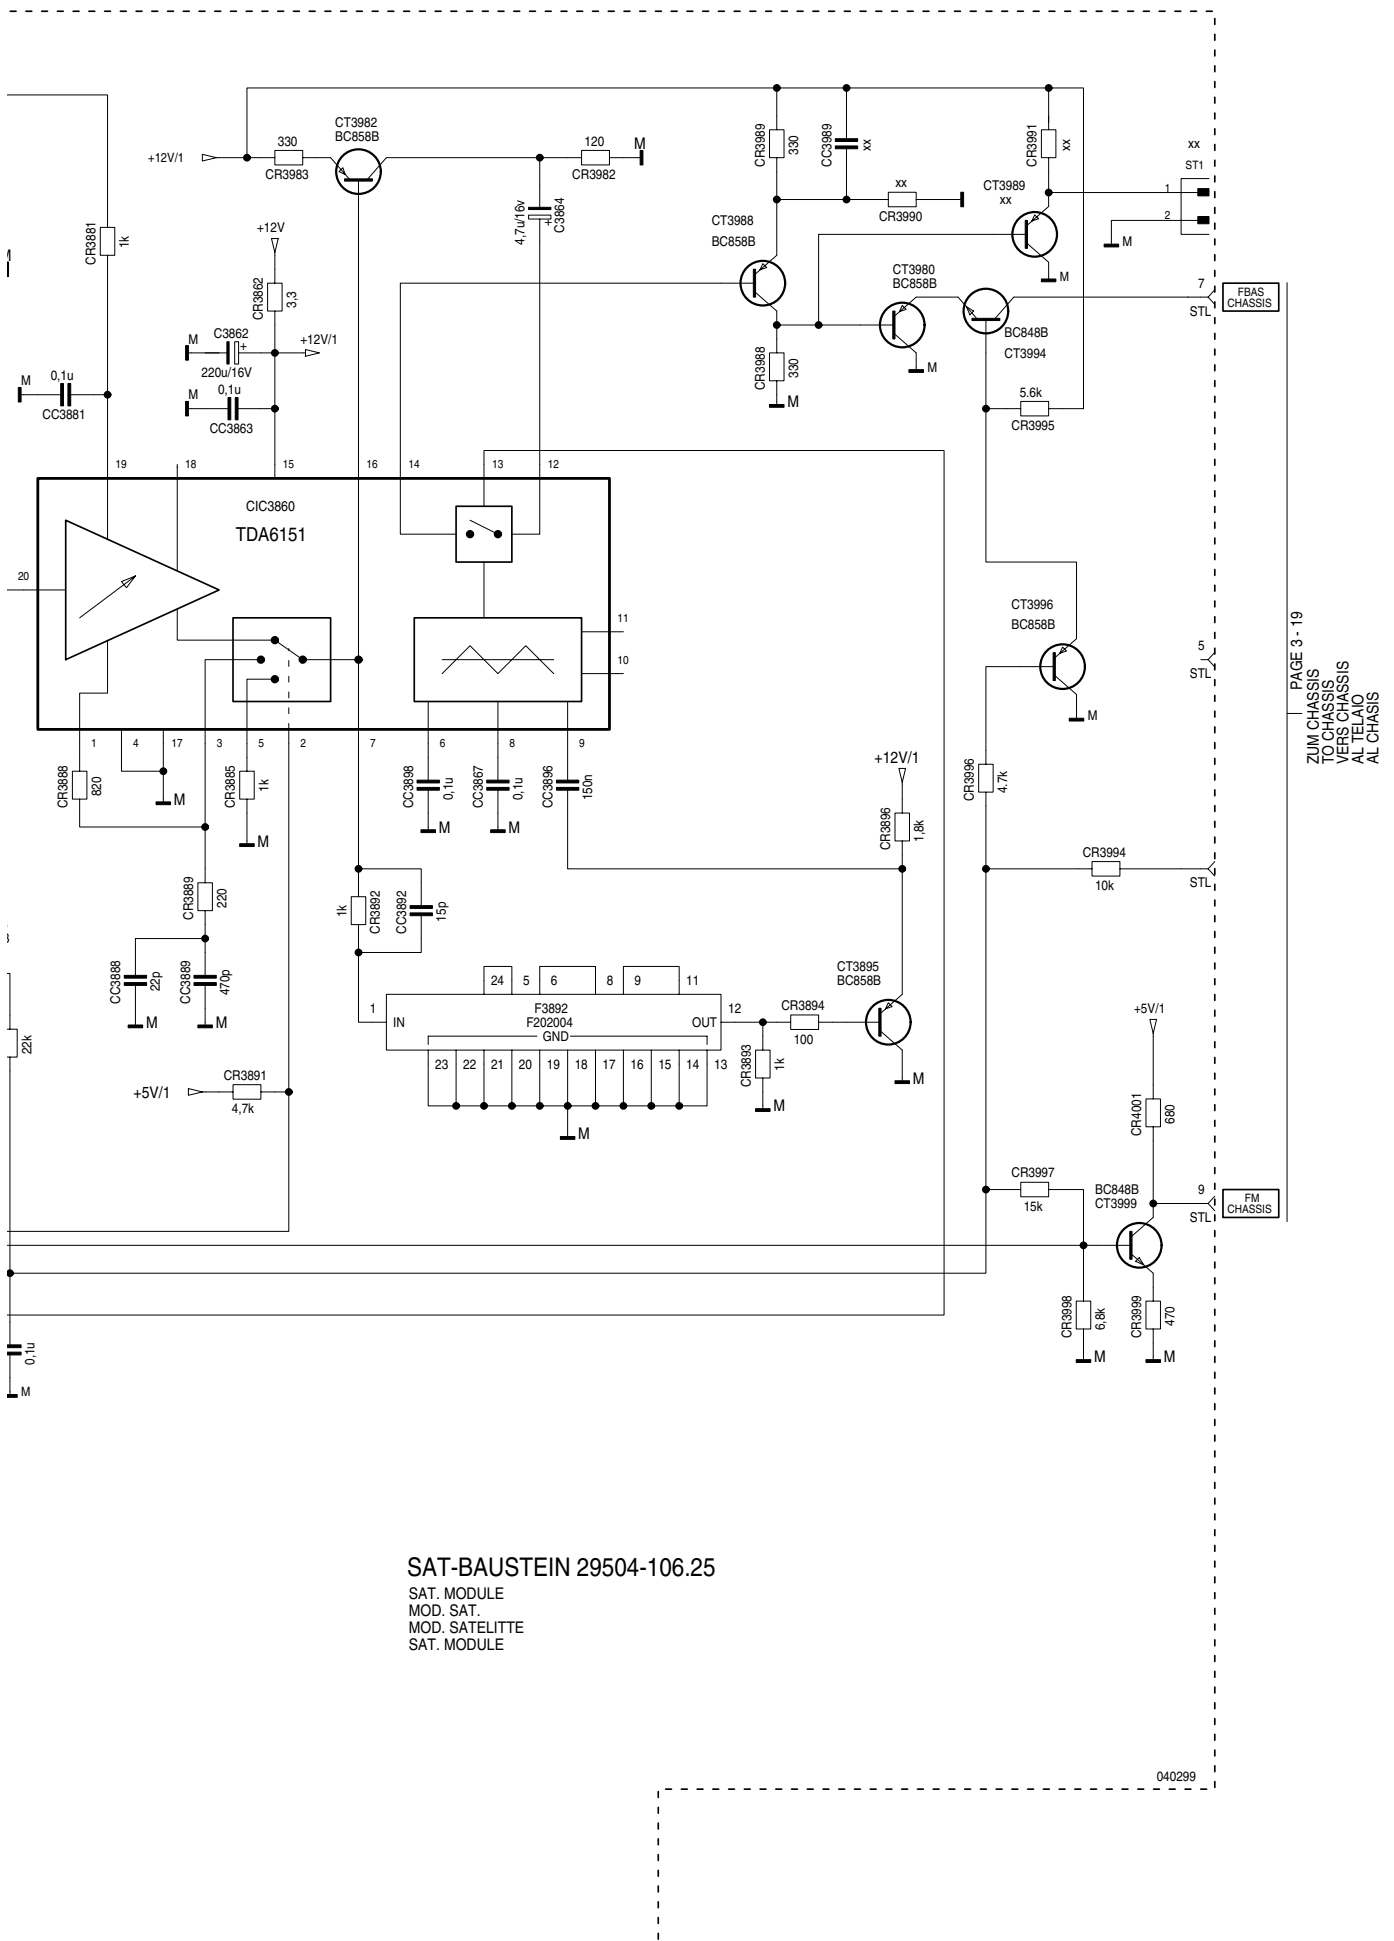 CT3982
BC858B
330
CR3983
+12V/1
120
CR3982
M
4,7u/16v
C3864
+
CR3881
1k
+12V
CR3862
3,3
C3862
+
220u/16V
M
+12V/1
M
0,1u
CC3863
M
0,1u
CC3881
CR3989
330
CC3989
xx
CR3991
xx
xx
CR3990
CT3989
xx
xx
ST1
1
2
M
M
CT3988
BC858B
CT3980
BC858B
M
BC848B
CT3994
7
STL
FBAS
CHASSIS
CR3988
330
M
5.6k
CR3995
19
18
15
16
14
13
12
CIC3860
TDA6151
20
11
10
1
4
17
3
5
2
7
6
8
9
CR3888
820
M
CR3885
1k
M
CC3898
0,1u
M
CC3867
0,1u
M
CC3896
150n
+12V/1
CR3896
1,8k
CT3996
BC858B
M
5
STL
CR3996
4.7k
CR3994
10k
STL
PAGE 3 - 19
ZUM CHASSIS
TO CHASSIS
VERS CHASSIS
AL TELAIO
AL CHASIS
CR3889
220
CC3888
22p
M
CC3889
470p
M
1k
CR3892
CC3892
15p
24
5
6
8
9
11
1
IN
F3892
F202004
GND
OUT
12
23
22
21
20
19
18
17
16
15
14
13
M
CR3893
1k
M
CR3894
100
CT3895
BC858B
M
22k
+5V/1
CR3891
4,7k
+5V/1
CR4001
680
CR3997
15k
BC848B
CT3999
9
STL
FM
CHASSIS
CR3998
6,8k
M
CR3999
470
M
0,1u
M
SAT-BAUSTEIN 29504-106.25
SAT. MODULE
MOD. SAT.
MOD. SATELITTE
SAT. MODULE
040299